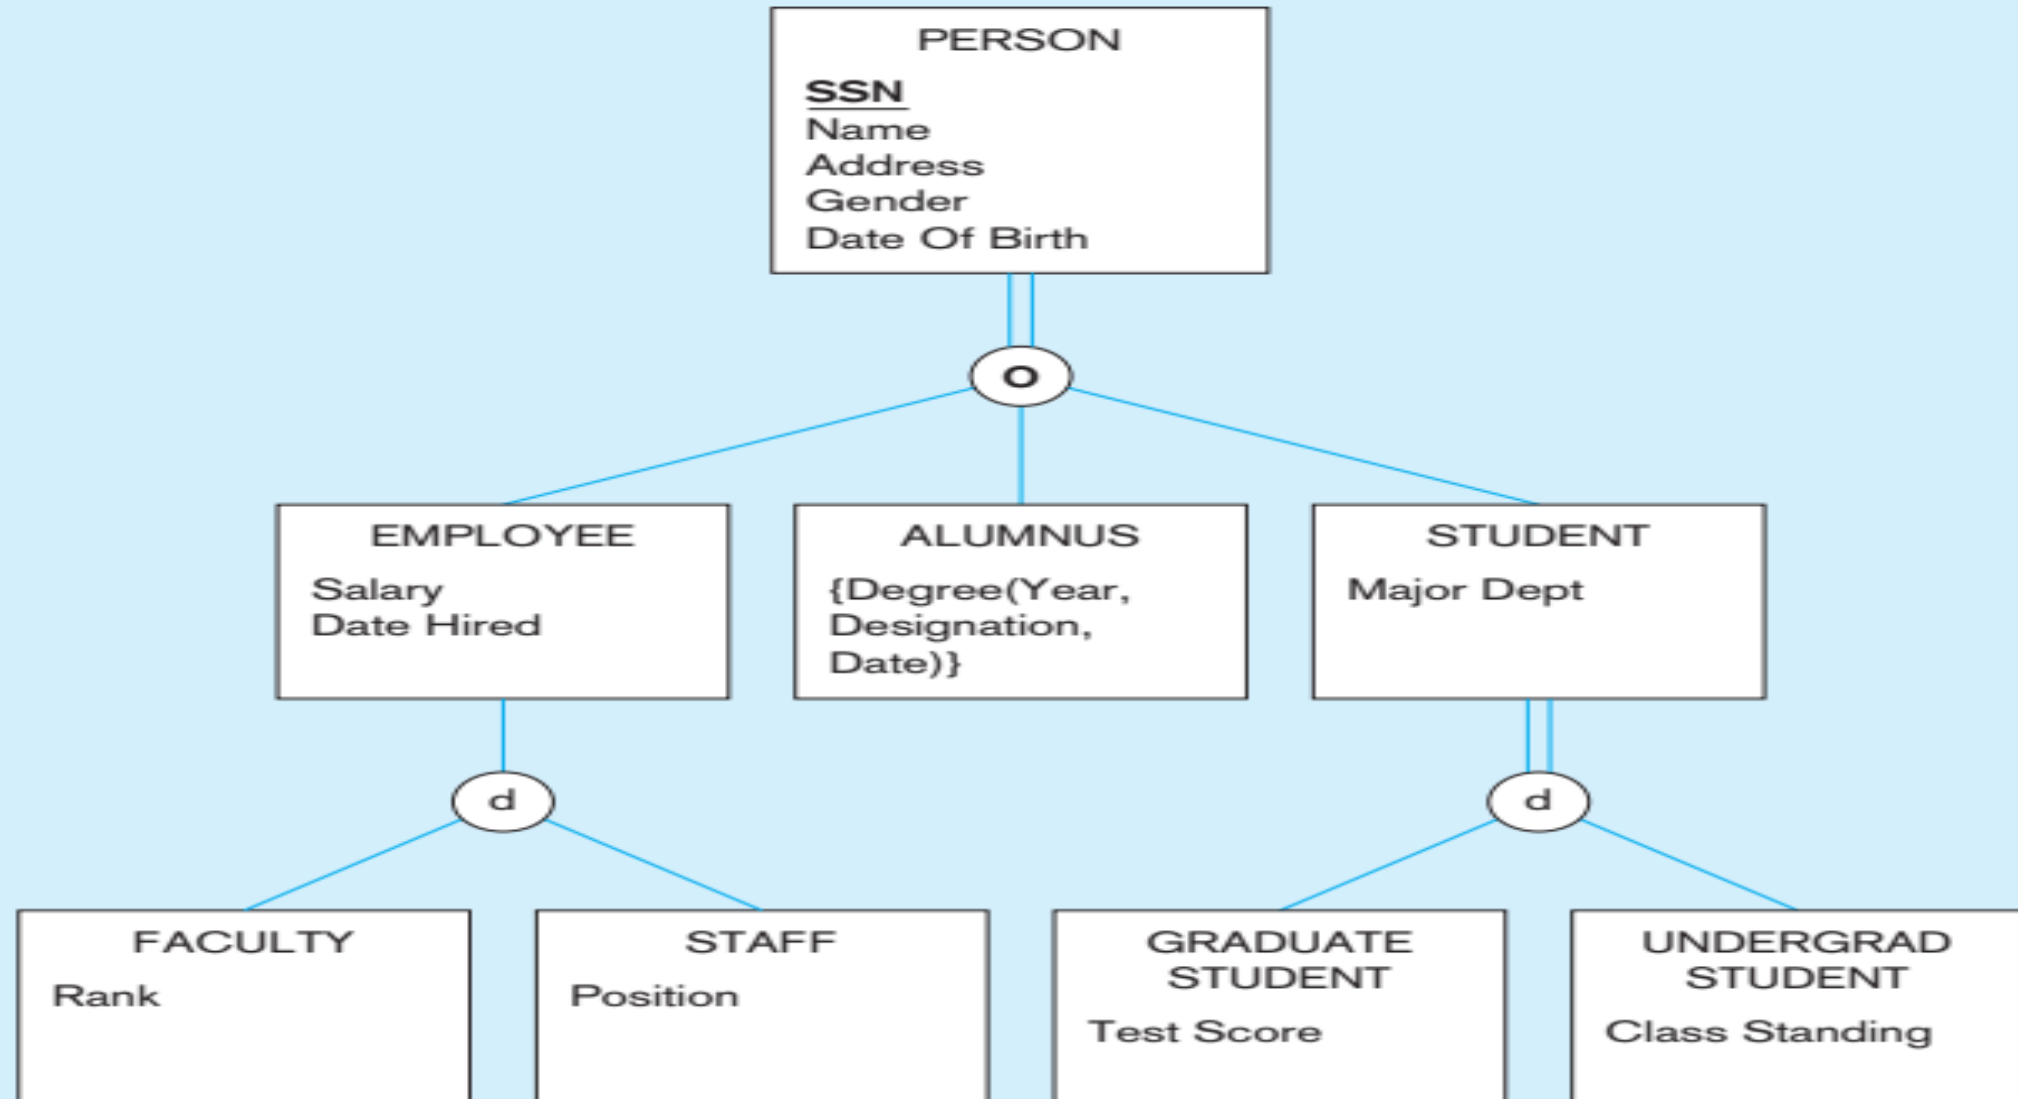 PERSON
SSN
Name
Address
Gender
Date Of Birth
O
EMPLOYEE
Salary
Date Hired
ALUMNUS
{Degree(Year,
Designation,
Date)}
STUDENT
Major Dept
d
d
FACULTY
Rank
STAFF
Position
GRADUATE
STUDENT
Test Score
UNDERGRAD
STUDENT
Class Standing